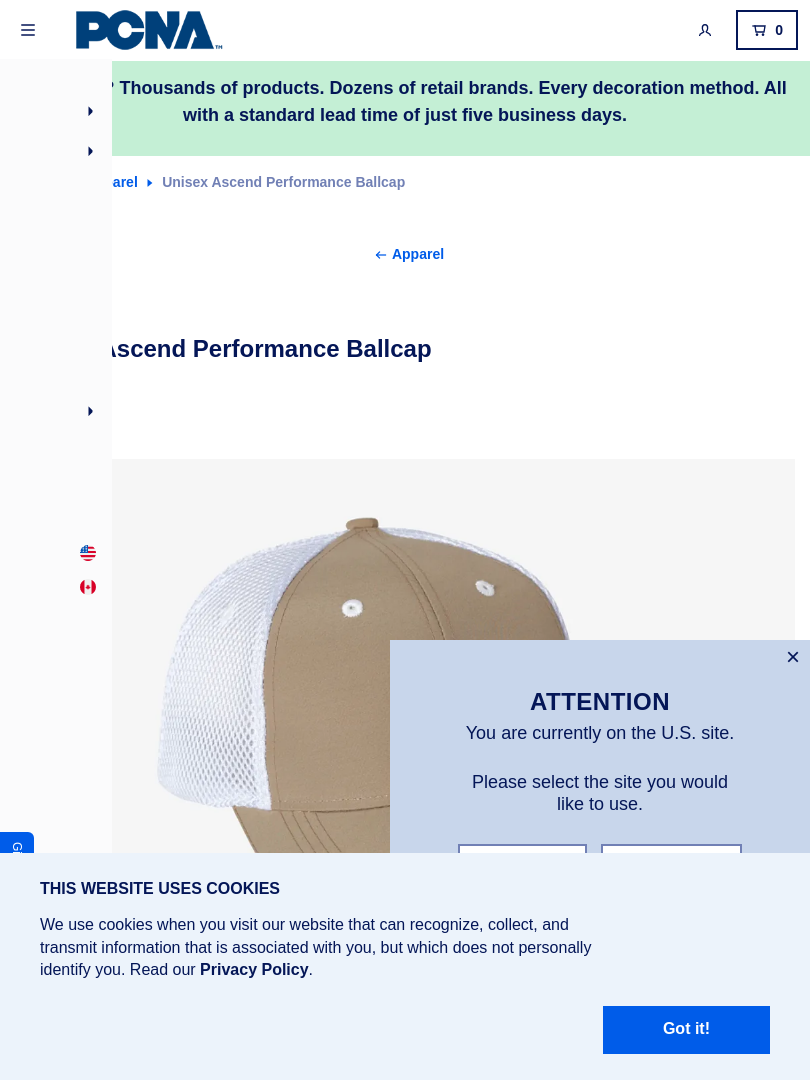 PCNA™
0
? Thousands of products. Dozens of retail brands. Every decoration method. All
with a standard lead time of just five business days.
arel Unisex Ascend Performance Ballcap
Apparel
Ascend Performance Ballcap
ATTENTION
You are currently on the U.S. site.
Please select the site you would
like to use.
THIS WEBSITE USES COOKIES
We use cookies when you visit our website that can recognize, collect, and
transmit information that is associated with you, but which does not personally
identify you. Read our Privacy Policy.
Got it!